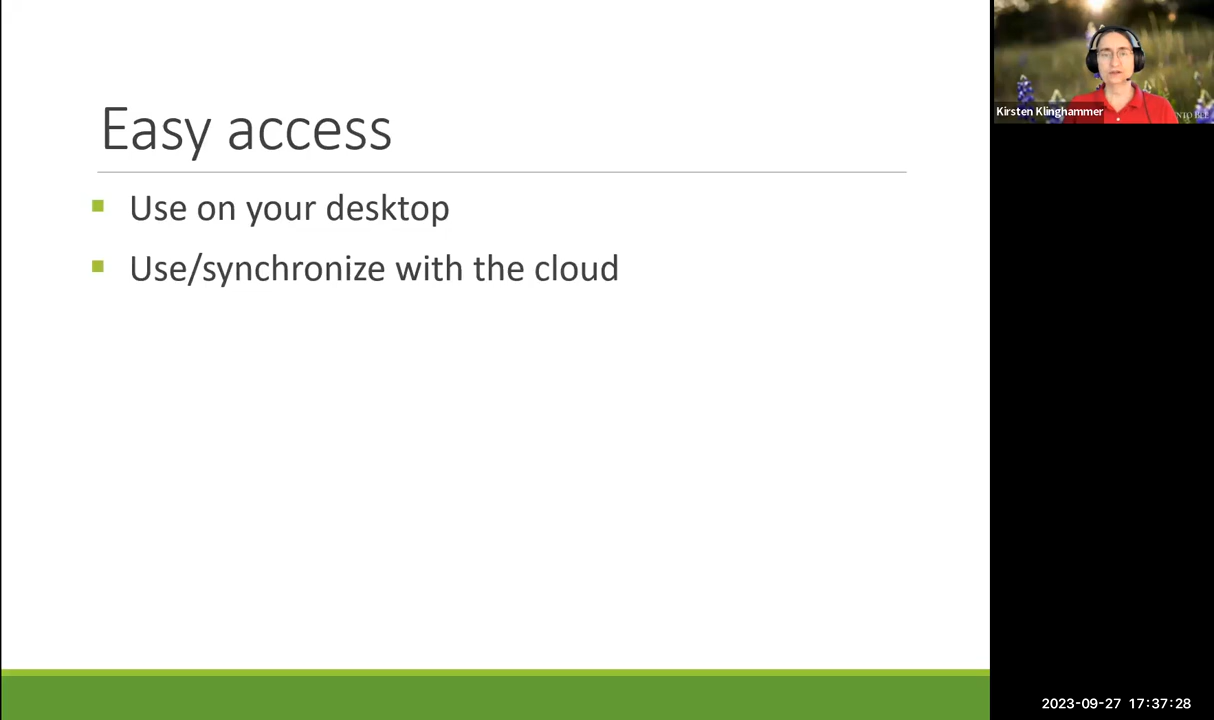 Easy access
Use on your desktop
Use/synchronize with the cloud
Kirsten Klinghammer
2023-09-27 17:37:28